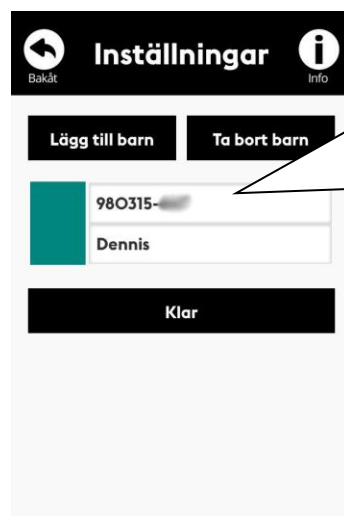 Inställningar
Bakåt
Info
Lägg till barn
Ta bort barn
980315-
Dennis
Klar